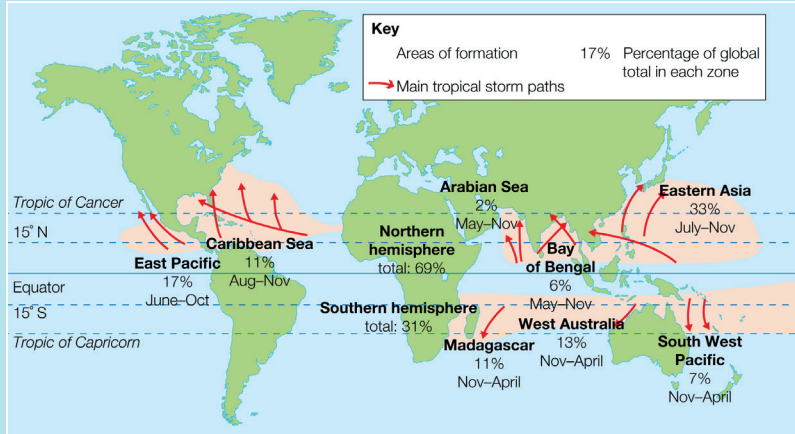 Key
Areas of formation
17% Percentage of global
total in each zone
Main tropical storm paths
Tropic of Cancer
15° N
Equator
15° S
Tropic of Capricorn
East Pacific
17%
June–Oct
Caribbean Sea
11%
Aug–Nov
Northern
hemisphere
total: 69%
Southern hemisphere
total: 31%
Arabian Sea
2%
May–Nov
Bay
of Bengal
6%
May–Nov
Eastern Asia
33%
July–Nov
Madagascar
11%
Nov–April
West Australia
13%
Nov–April
South West
Pacific
7%
Nov–April